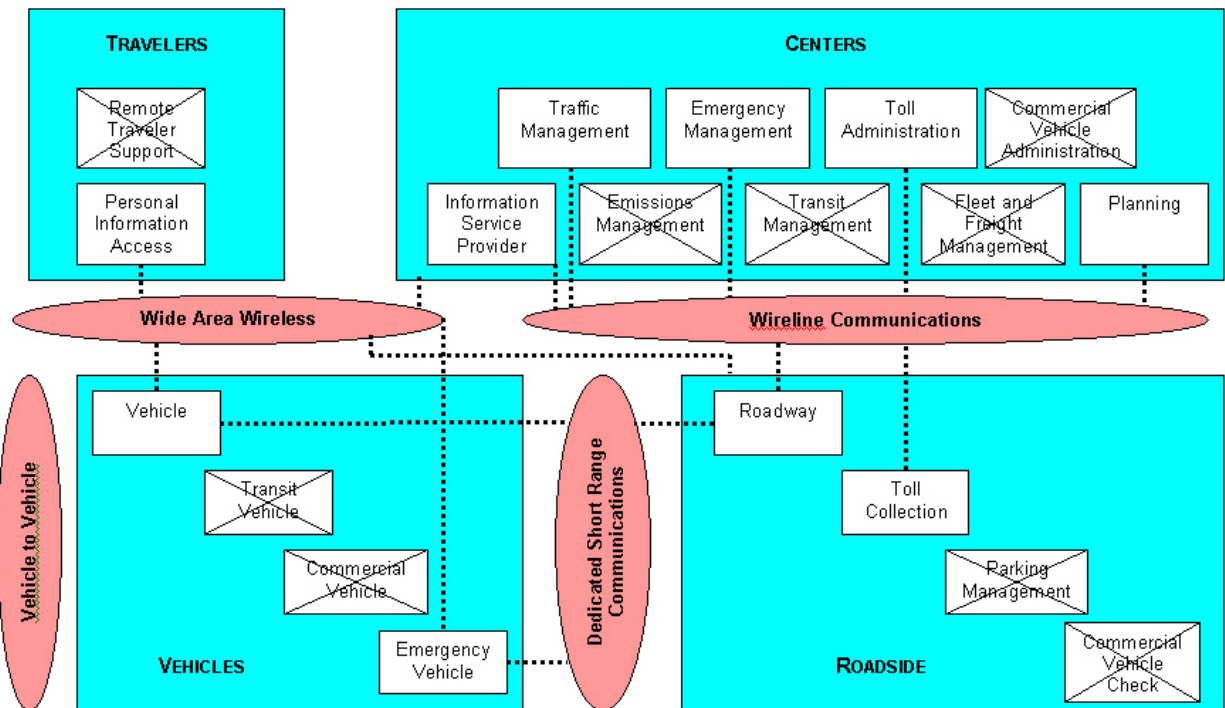 TRAVELERS
Remote
Traveler
Support
Personal
Information
Access
CENTERS
Traffic
Management
Emergency
Management
Toll
Administration
Commercial
Vehicle
Administration
Information
Service
Provider
Emissions
Management
Transit
Management
Fleet and
Freight
Management
Planning
Wide Area Wireless
Wireline Communications
Vehicle to Vehicle
Vehicle
Transit
Vehicle
Commercial
Vehicle
Emergency
Vehicle
VEHICLES
Dedicated Short Range
Communications
Roadway
Toll
Collection
Parking
Management
Commercial
Vehicle
Check
ROADSIDE